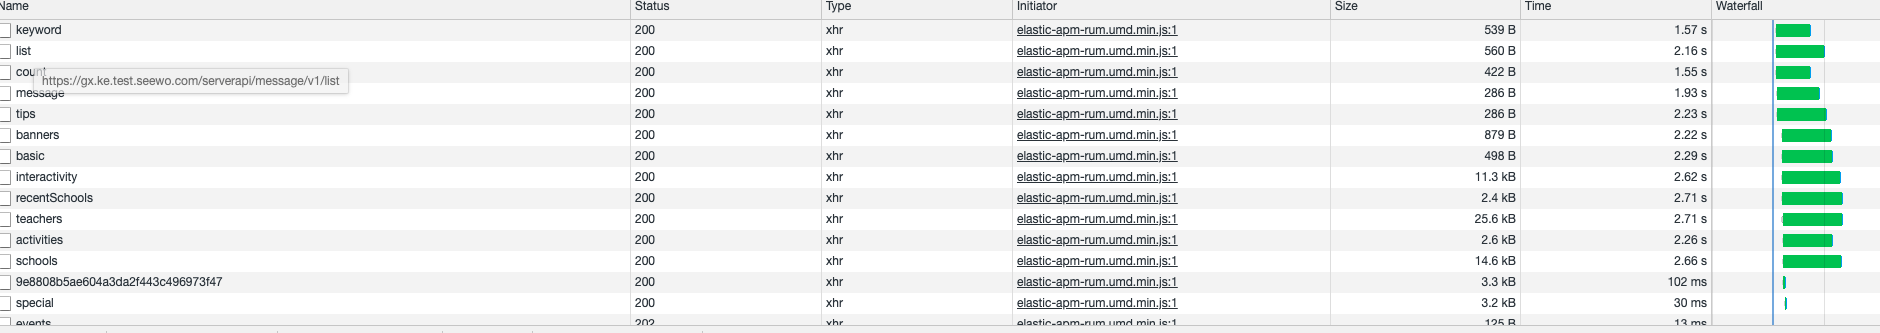 Name Status Type Initiator Size Time Waterfall
keyword 200 xhr elastic-apm-rum.umd.min.js:1 539 B 1.57 s
list 200 xhr elastic-apm-rum.umd.min.js:1 560 B 2.16 s
count 200 xhr elastic-apm-rum.umd.min.js:1 422 B 1.55 s
https://gx.ke.test.seewo.com/serverapi/message/v1/list
message 200 xhr elastic-apm-rum.umd.min.js:1 286 B 1.93 s
tips 200 xhr elastic-apm-rum.umd.min.js:1 286 B 2.23 s
banners 200 xhr elastic-apm-rum.umd.min.js:1 879 B 2.22 s
basic 200 xhr elastic-apm-rum.umd.min.js:1 498 B 2.29 s
interactivity 200 xhr elastic-apm-rum.umd.min.js:1 11.3 kB 2.62 s
recentSchools 200 xhr elastic-apm-rum.umd.min.js:1 2.4 kB 2.71 s
teachers 200 xhr elastic-apm-rum.umd.min.js:1 25.6 kB 2.71 s
activities 200 xhr elastic-apm-rum.umd.min.js:1 2.6 kB 2.26 s
schools 200 xhr elastic-apm-rum.umd.min.js:1 14.6 kB 2.66 s
9e8808b5ae604a3da2f443c496973f47 200 xhr elastic-apm-rum.umd.min.js:1 3.3 kB 102 ms
special 200 xhr elastic-apm-rum.umd.min.js:1 3.2 kB 30 ms
events 202 xhr elastic-apm-rum.umd.min.js:1 125 B 13 ms